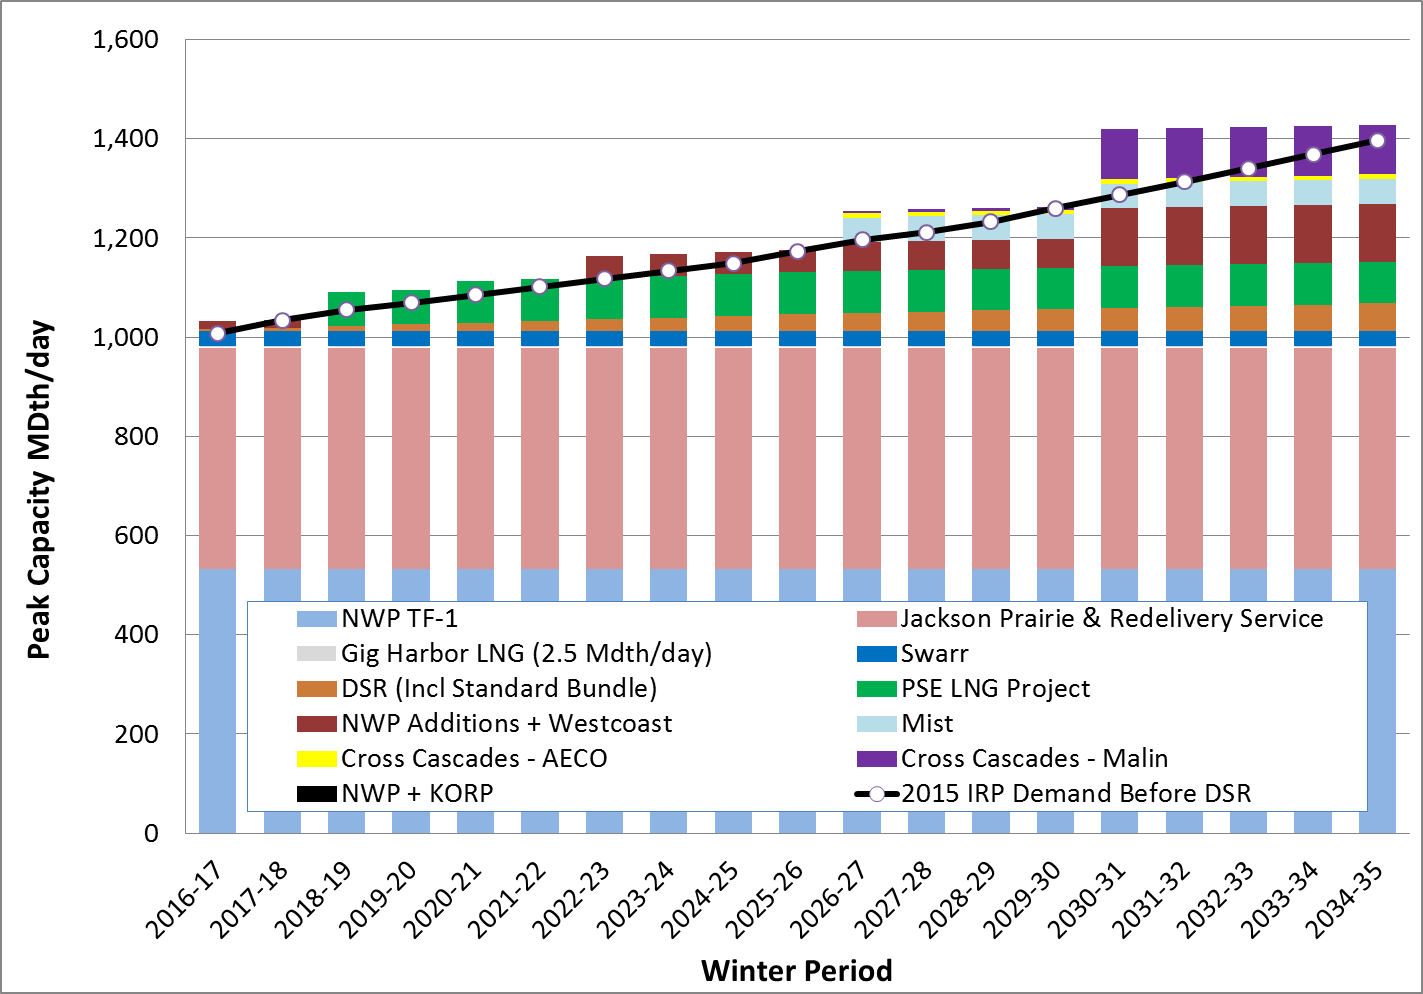 1,600
1,400
1,200
1,000
800
600
400
200
0
Peak Capacity MDth/day
NWP TF-1
Jackson Prairie & Redelivery Service
Gig Harbor LNG (2.5 Mdth/day)
Swarr
DSR (Incl Standard Bundle)
PSE LNG Project
NWP Additions + Westcoast
Mist
Cross Cascades - AECO
Cross Cascades - Malin
NWP + KORP
2015 IRP Demand Before DSR
2016-17
2017-18
2018-19
2019-20
2020-21
2021-22
2022-23
2023-24
2024-25
2025-26
2026-27
2027-28
2028-29
2029-30
2030-31
2031-32
2032-33
2033-34
2034-35
Winter Period